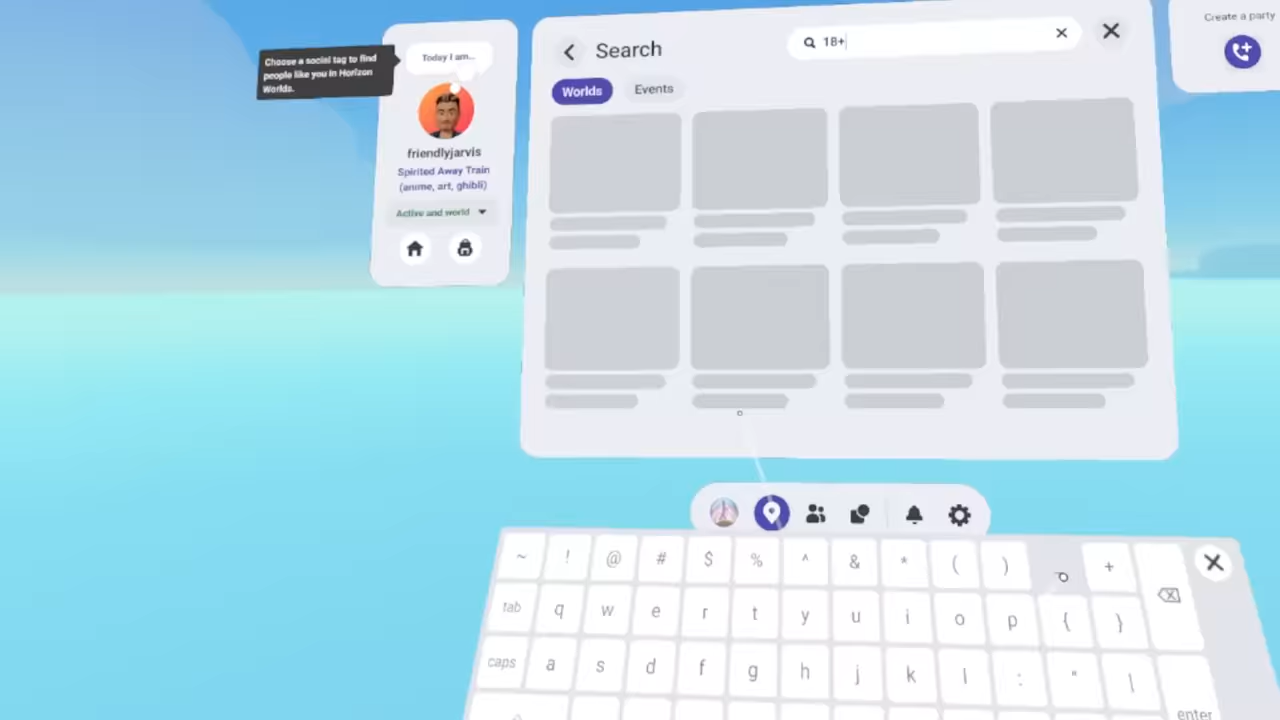 Create a party
Choose a social tag to find
people like you in Horizon
Worlds.
Today I am...
friendlyjarvis
Spirited Away Train
(anime, art, ghibli)
Active and world
Search
18+
Worlds
Events
~ ! @ # $ % ^ & * ( ) +
tab q w e r t y u i o p { }
caps a s d f g h j k l : " |
enter